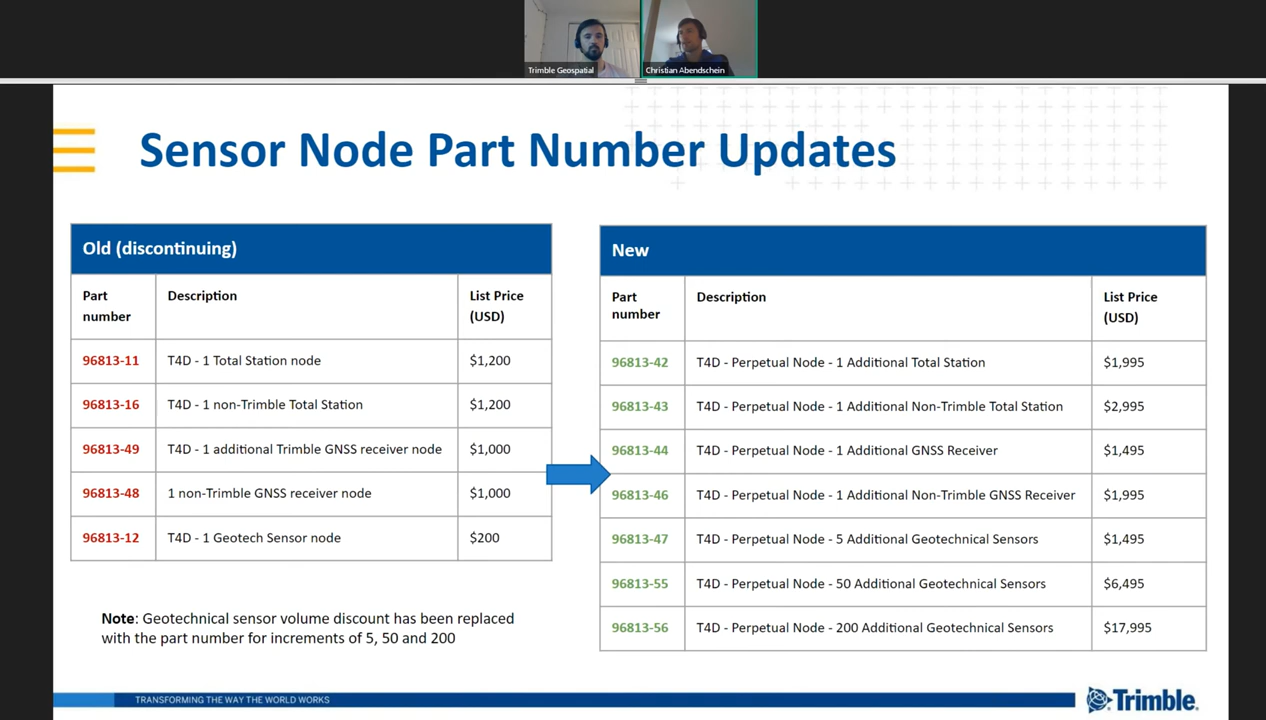 Trimble Geospatial
Christian Abendschein
Sensor Node Part Number Updates
Old (discontinuing)
Part number Description List Price (USD)
96813-11 T4D - 1 Total Station node $1,200
96813-16 T4D - 1 non-Trimble Total Station $1,200
96813-49 T4D - 1 additional Trimble GNSS receiver node $1,000
96813-48 1 non-Trimble GNSS receiver node $1,000
96813-12 T4D - 1 Geotech Sensor node $200
Note: Geotechnical sensor volume discount has been replaced
with the part number for increments of 5, 50 and 200
New
Part number Description List Price (USD)
96813-42 T4D - Perpetual Node - 1 Additional Total Station $1,995
96813-43 T4D - Perpetual Node - 1 Additional Non-Trimble Total Station $2,995
96813-44 T4D - Perpetual Node - 1 Additional GNSS Receiver $1,495
96813-46 T4D - Perpetual Node - 1 Additional Non-Trimble GNSS Receiver $1,995
96813-47 T4D - Perpetual Node - 5 Additional Geotechnical Sensors $1,495
96813-55 T4D - Perpetual Node - 50 Additional Geotechnical Sensors $6,495
96813-56 T4D - Perpetual Node - 200 Additional Geotechnical Sensors $17,995
TRANSFORMING THE WAY THE WORLD WORKS
Trimble